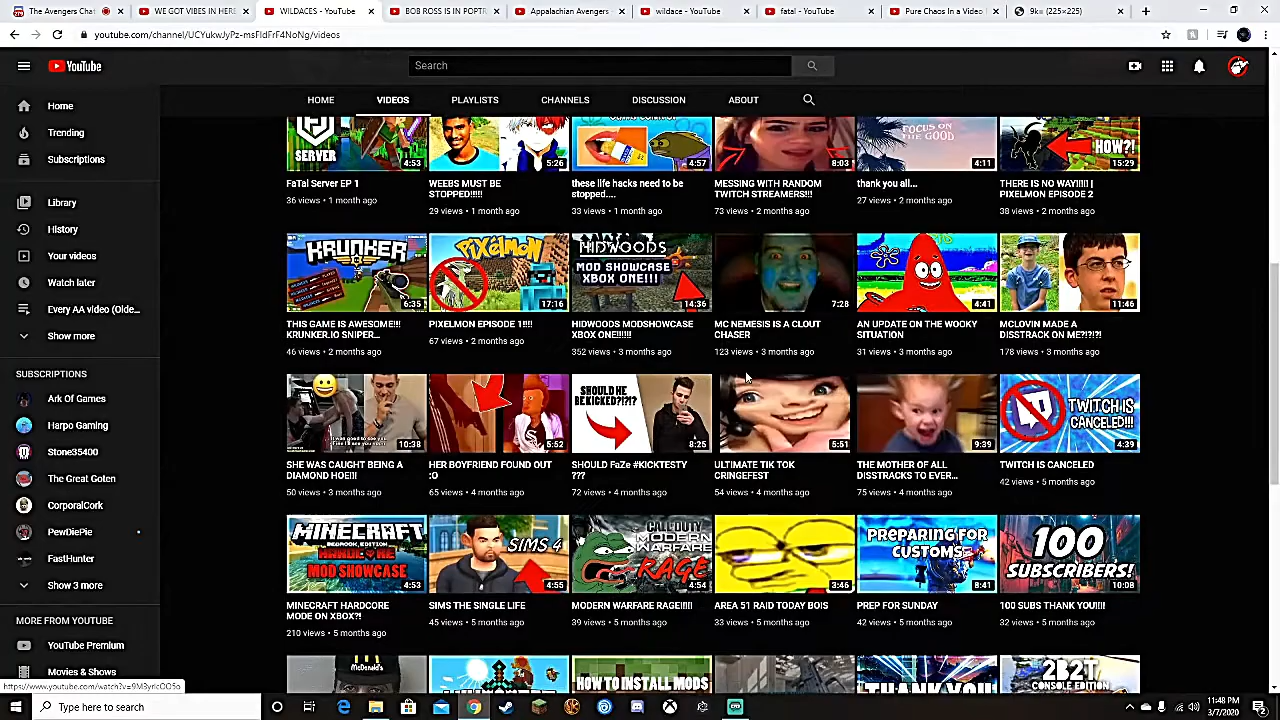 The Avengers Chat
WE GOT VIBES IN HERE
WILDACES - YouTube
BOB ROSS IS IN POPTR
Appalachian Avengers
wildace - YouTube
fatal - YouTube
Pure Chaos In a Video
9k= (225×225)
youtube.com/channel/UCYukwJyPz-msFldFrF4NoNg/videos
YouTube
Search
HOME
VIDEOS
PLAYLISTS
CHANNELS
DISCUSSION
ABOUT
Home
Trending
Subscriptions
Library
History
Your videos
Watch later
Every AA video (Olde...
Show more
SUBSCRIPTIONS
Ark Of Games
Harpo Gaming
Stone35400
The Great Goten
CorporalCork
PewDiePie
FastHunter
Show 3 more
MORE FROM YOUTUBE
YouTube Premium
Movies & Shows
SERVER
4:53
5:26
4:57
8:03
FOCUS ON
THE GOOD
4:11
HOW?!
15:29
FaTal Server EP 1
36 views • 1 month ago
WEEBS MUST BE
STOPPED!!!!!
29 views • 1 month ago
these life hacks need to be
stopped....
33 views • 1 month ago
MESSING WITH RANDOM
TWITCH STREAMERS!!!
73 views • 2 months ago
thank you all...
27 views • 2 months ago
THERE IS NO WAY!!!!! |
PIXELMON EPISODE 2
38 views • 2 months ago
KRUNKER
6:35
PIXELMON
17:16
HIDWOODS
MOD SHOWCASE
XBOX ONE!!!
14:36
7:28
4:41
11:46
THIS GAME IS AWESOME!!!
KRUNKER.IO SNIPER...
46 views • 2 months ago
PIXELMON EPISODE 1!!!!
67 views • 2 months ago
HIDWOODS MODSHOWCASE
XBOX ONE!!!!!!
352 views • 3 months ago
MC NEMESIS IS A CLOUT
CHASER
123 views • 3 months ago
AN UPDATE ON THE WOOKY
SITUATION
31 views • 3 months ago
MCLOVIN MADE A
DISSTRACK ON ME?!?!?!
178 views • 3 months ago
It was good to see you.
10:38
5:52
SHOULD HE
BE KICKED?!?!?
8:25
5:51
9:39
TWITCH IS
CANCELED!!!
4:39
SHE WAS CAUGHT BEING A
DIAMOND HOE!!!
50 views • 3 months ago
HER BOYFRIEND FOUND OUT
:O
65 views • 4 months ago
SHOULD FaZe #KICKTESTY
???
72 views • 4 months ago
ULTIMATE TIK TOK
CRINGEFEST
54 views • 4 months ago
THE MOTHER OF ALL
DISSTRACKS TO EVER...
75 views • 4 months ago
TWITCH IS CANCELED
42 views • 5 months ago
MINECRAFT
BEDROCK EDITION
HARDCORE
MOD SHOWCASE
4:53
SIMS 4
4:55
CALL OF DUTY
MODERN
WARFARE
RAGE
4:54
3:46
PREPARING FOR
CUSTOMS
8:41
100
SUBSCRIBERS!
10:08
MINECRAFT HARDCORE
MODE ON XBOX?!
210 views • 5 months ago
SIMS THE SINGLE LIFE
45 views • 5 months ago
MODERN WARFARE RAGE!!!!!
39 views • 5 months ago
AREA 51 RAID TODAY BOIS
33 views • 5 months ago
PREP FOR SUNDAY
42 views • 5 months ago
100 SUBS THANK YOU!!!!
32 views • 5 months ago
McDonald's
HOW TO INSTALL MODS
THANK YOU
2B2T
CONSOLE EDITION
Type here to search
11:48 PM
3/7/2020